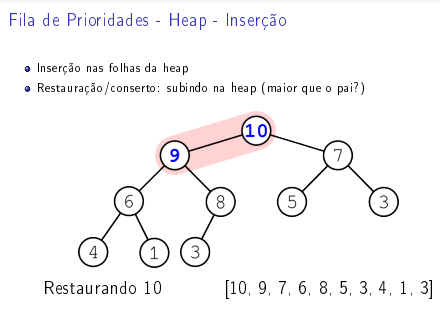 Fila de Prioridades - Heap - Inserção
Inserção nas folhas da heap
Restauração/conserto: subindo na heap (maior que o pai?)
10
9
7
6
8
5
3
4
1
3
Restaurando 10
[10, 9, 7, 6, 8, 5, 3, 4, 1, 3]